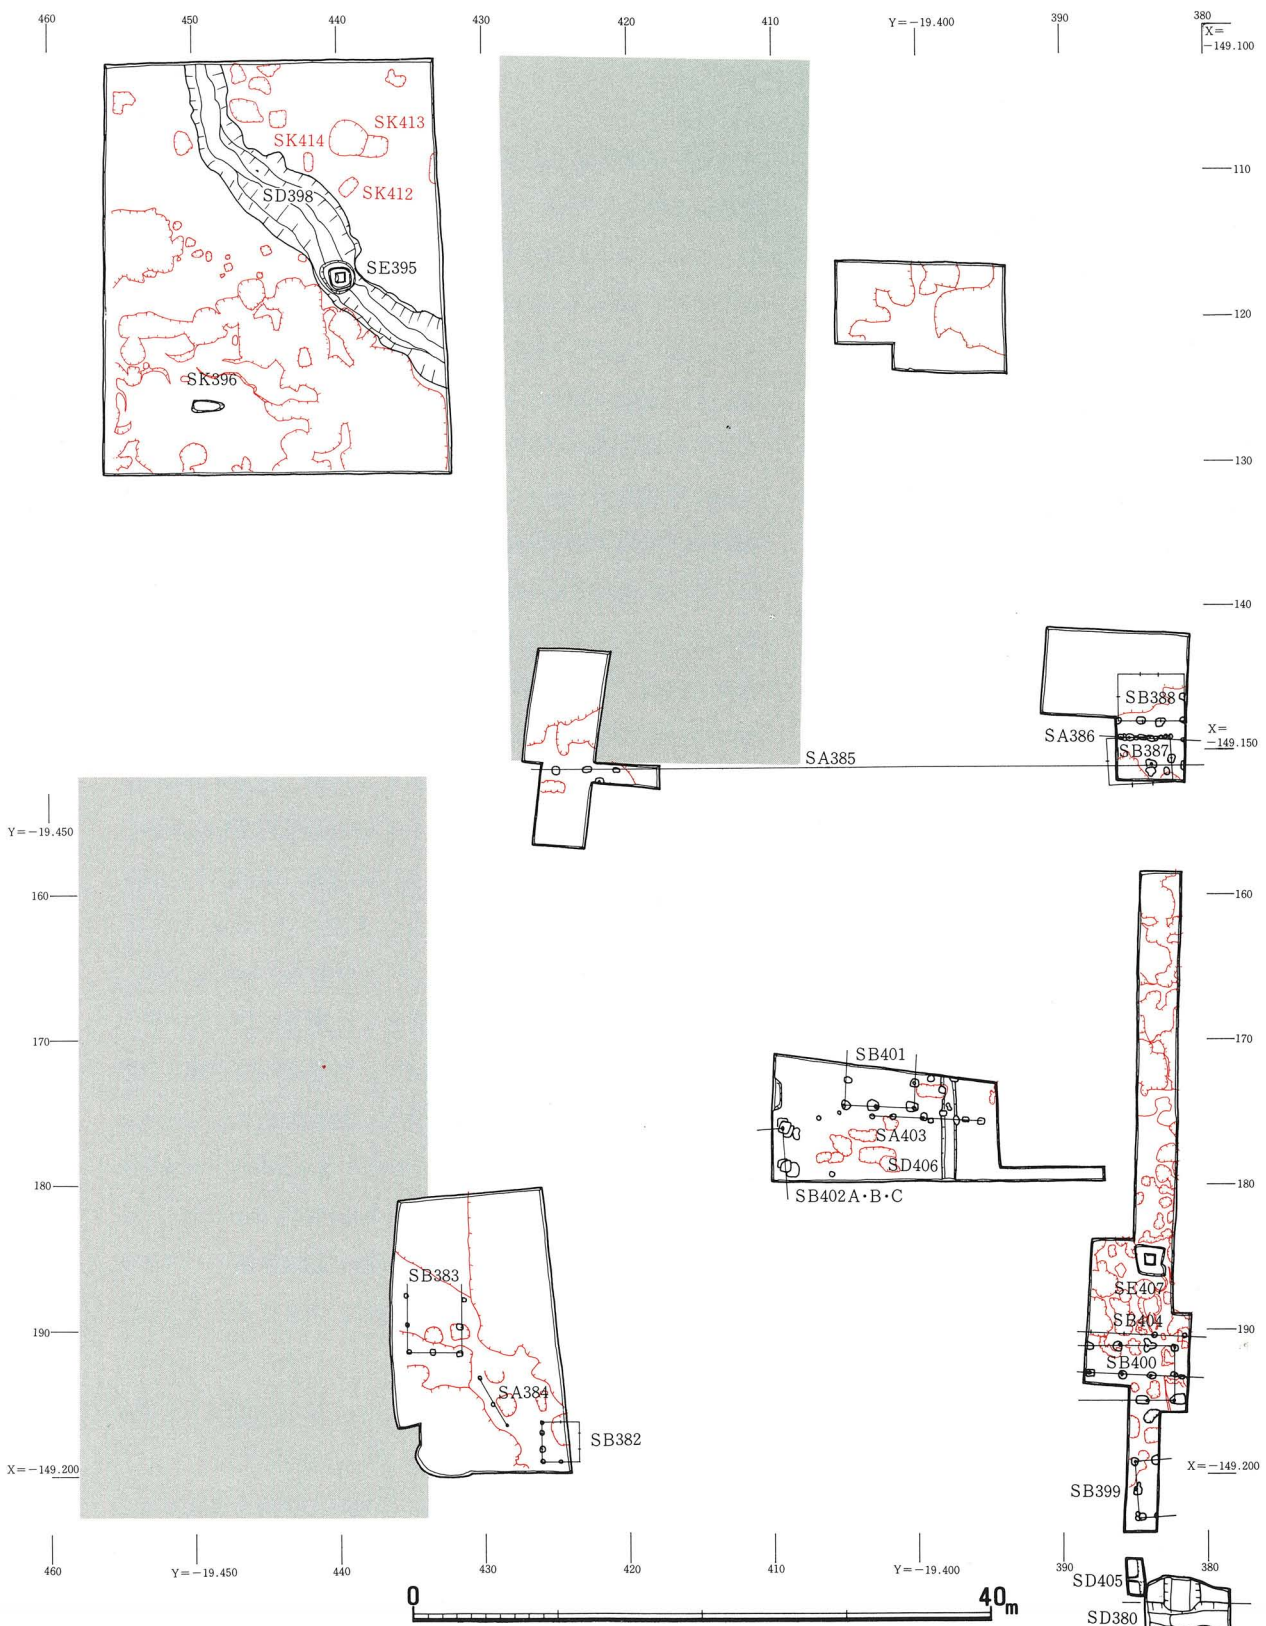 460 450 440 430 420 410 Y=-19.400 390 380
X=
-149.100
SK413
SK414
110
SK412
SD398
SE395
120
SK396
130
140
SB388
X=
-149.150
SA386
SB387
SA385
Y=-19.450
160 160
170 170
SB401
SA403
SD406
180 180
SB402A・B・C
SB383
SE407
SB404
190 190
SB400
SA384
SB382
X=-149.200 X=-149.200
SB399
460 Y=-19.450 440 430 420 410 Y=-19.400 390 380
SD405
0 40m
SD380